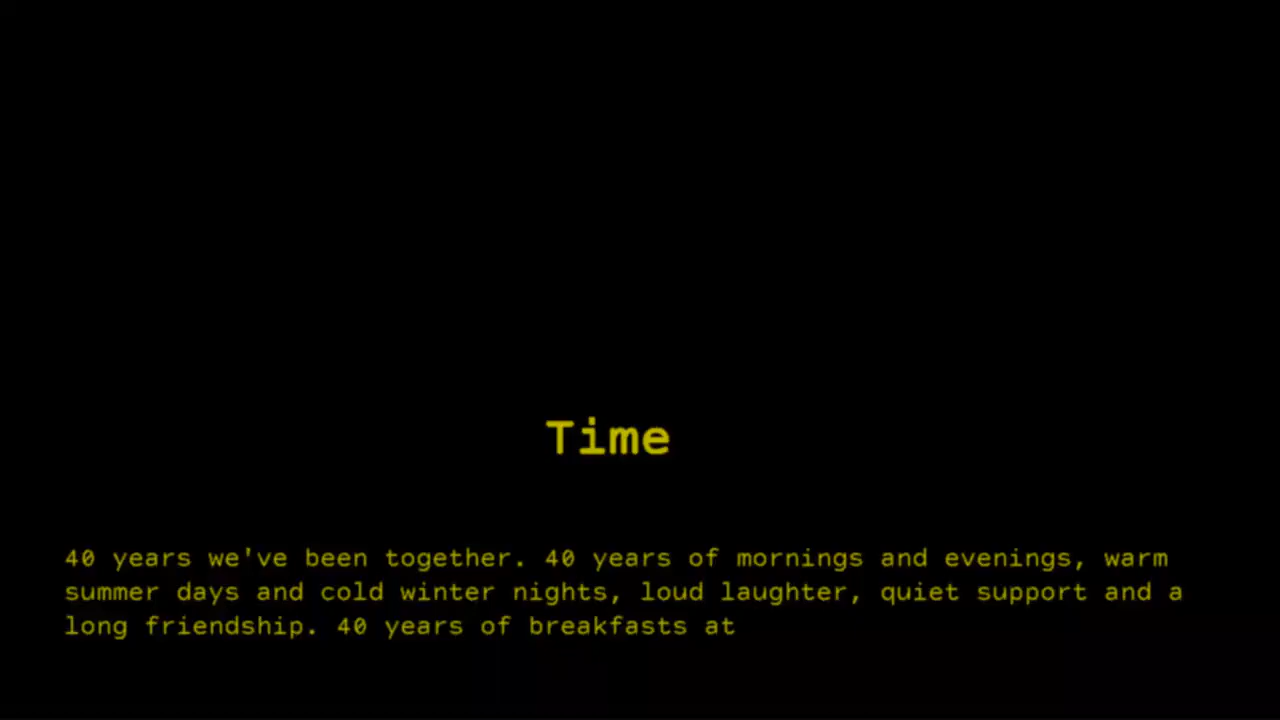 Time
40 years we've been together. 40 years of mornings and evenings, warm
summer days and cold winter nights, loud laughter, quiet support and a
long friendship. 40 years of breakfasts at